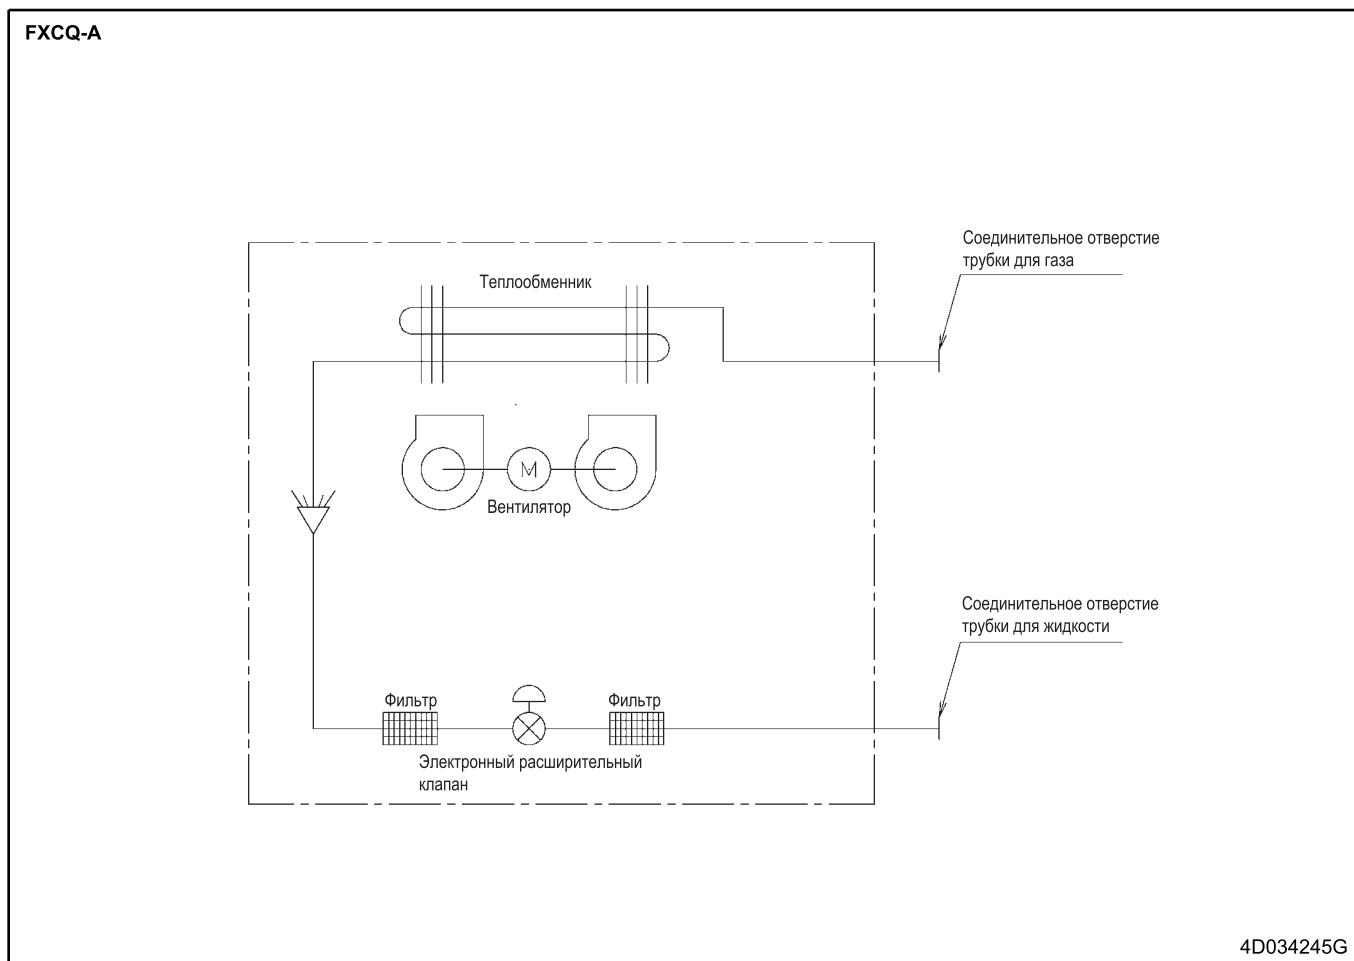 FXCQ-A
Соединительное отверстие
трубки для газа
Теплообменник
M
Вентилятор
Соединительное отверстие
трубки для жидкости
Фильтр
Фильтр
Электронный расширительный
клапан
4D034245G